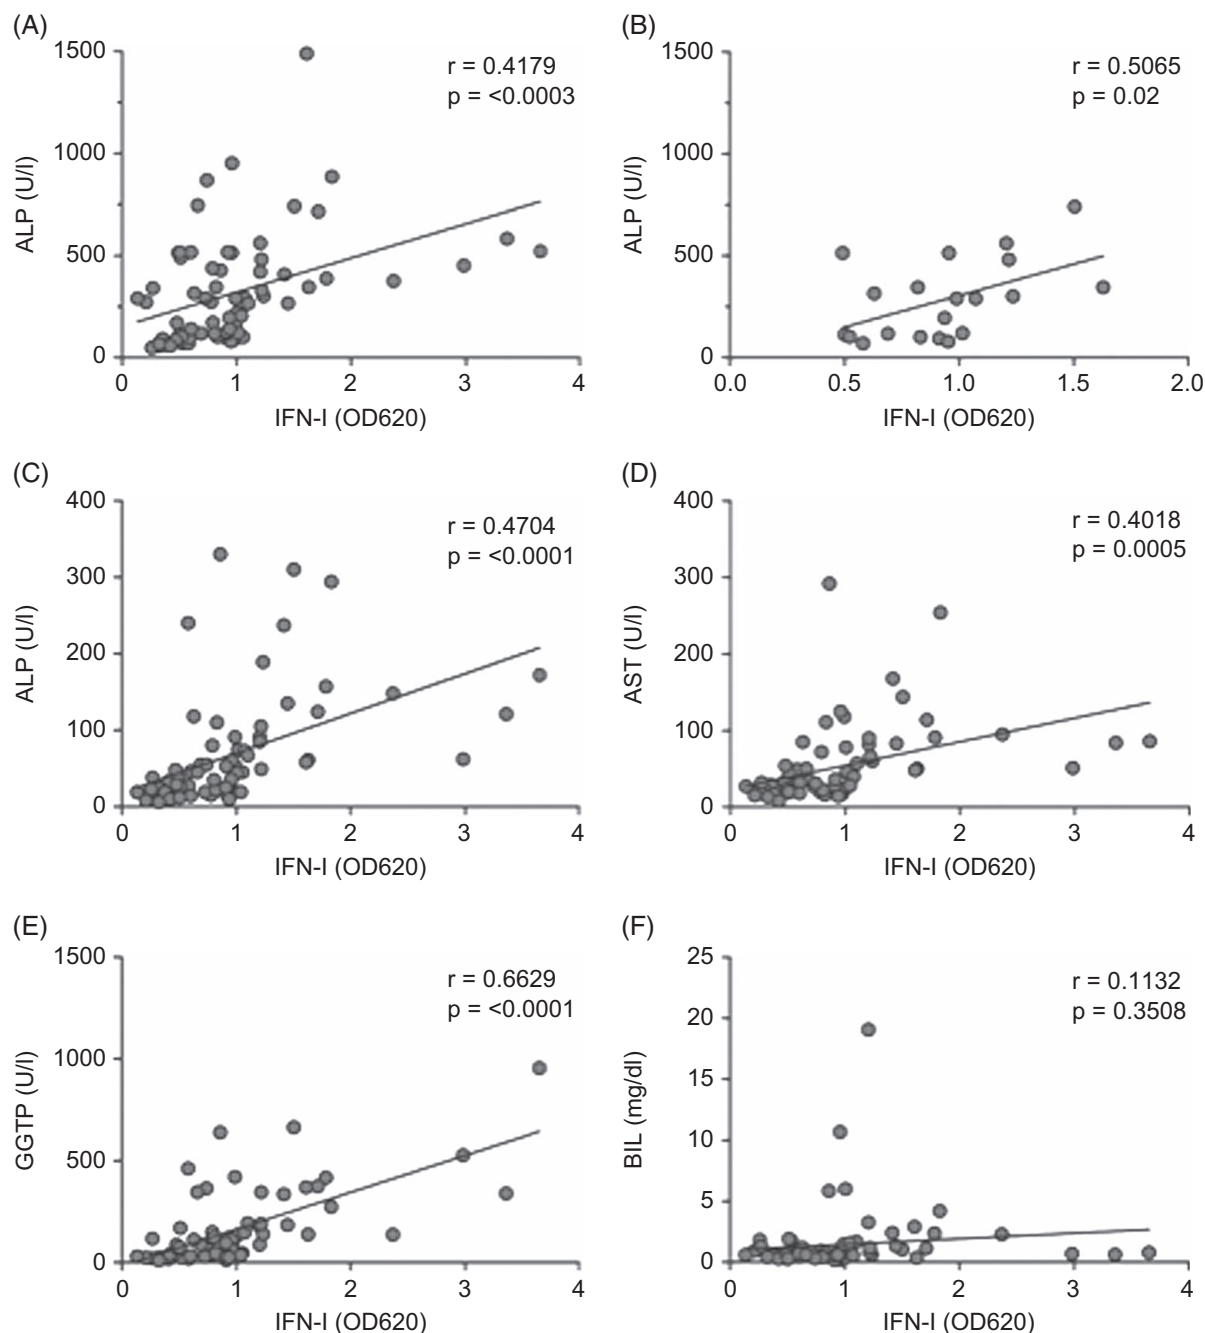 (A)
1500
1000
500
0
ALP (U/l)
r = 0.4179
p = <0.0003
0 1 2 3 4
IFN-I (OD620)
(B)
1500
1000
500
0
ALP (U/l)
r = 0.5065
p = 0.02
0.0 0.5 1.0 1.5 2.0
IFN-I (OD620)
(C)
400
300
200
100
0
ALP (U/l)
r = 0.4704
p = <0.0001
0 1 2 3 4
IFN-I (OD620)
(D)
400
300
200
100
0
AST (U/l)
r = 0.4018
p = 0.0005
0 1 2 3 4
IFN-I (OD620)
(E)
1500
1000
500
0
GGTP (U/l)
r = 0.6629
p = <0.0001
0 1 2 3 4
IFN-I (OD620)
(F)
25
20
15
10
5
0
BIL (mg/dl)
r = 0.1132
p = 0.3508
0 1 2 3 4
IFN-I (OD620)